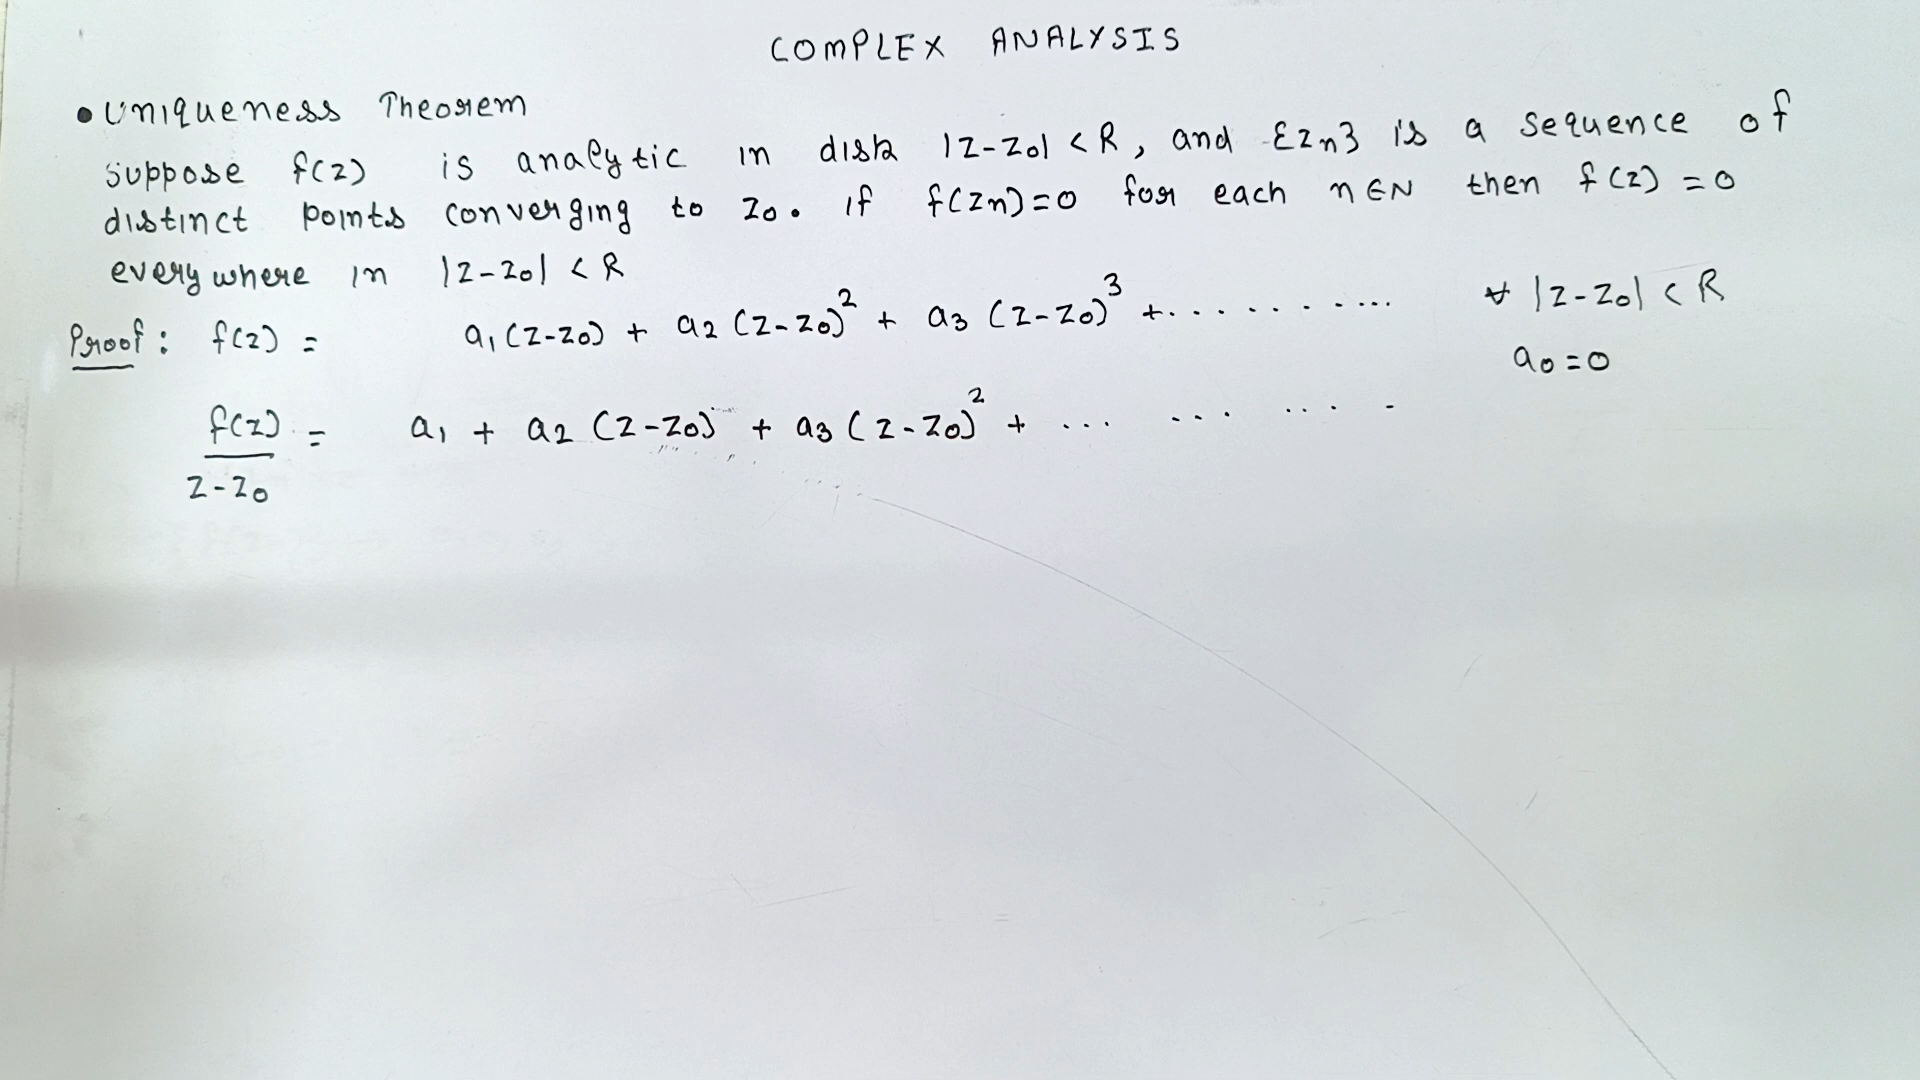 COMPLEX ANALYSIS
• Uniqueness Theorem
suppose f(z) is analytic in disk |z-z₀| < R, and {zn} is a sequence of
distinct points converging to z₀. if f(zn)=0 for each n∈N then f(z) = 0
everywhere in |z-z₀| < R
Proof: f(z) = a₁(z-z₀) + a₂(z-z₀)² + a₃(z-z₀)³ +.......... ∀ |z-z₀| < R
a₀=0
f(z)/z-z₀ = a₁ + a₂(z-z₀) + a₃(z-z₀)² + ... ... ... .